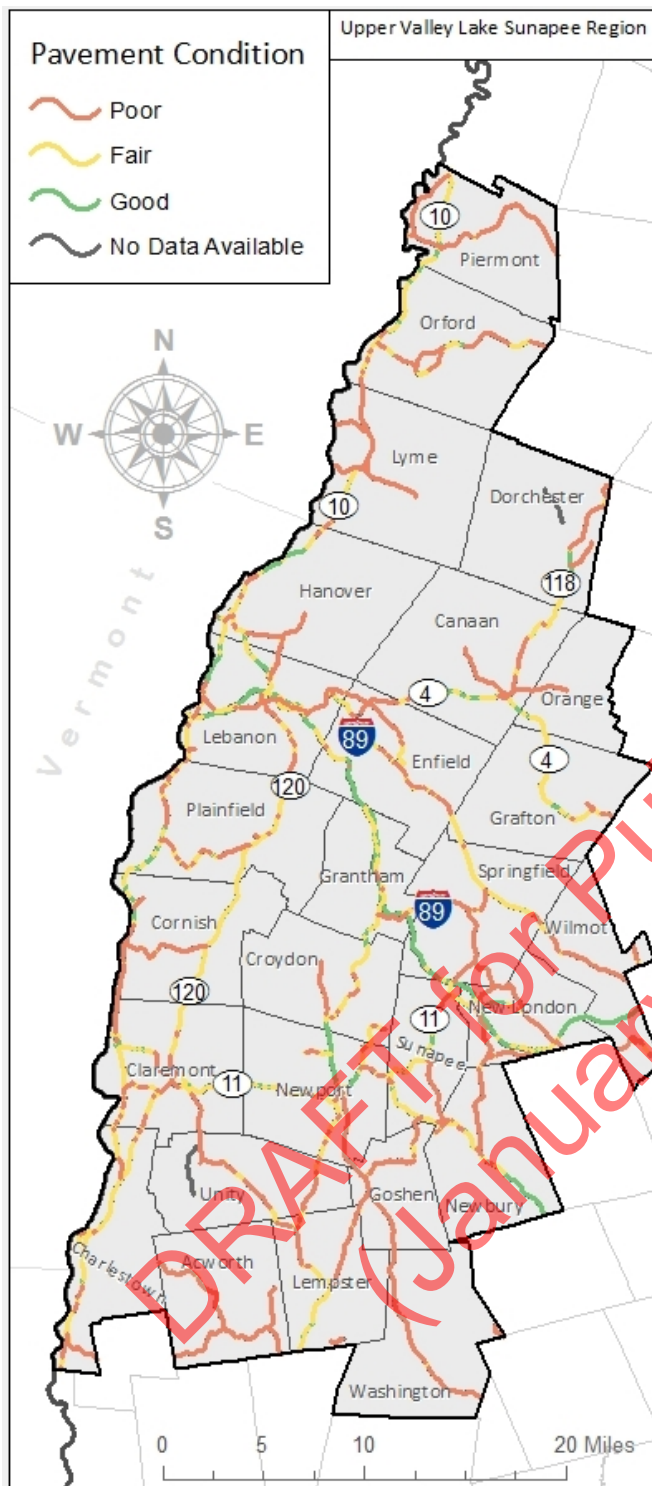 Upper Valley Lake Sunapee Region
Pavement Condition
Poor
Fair
Good
No Data Available
N
W E
S
Vermont
10
Piermont
Orford
Lyme
Dorchester
10
118
Hanover
Canaan
4
Orange
Lebanon
89
Enfield
4
120
Plainfield
Grafton
Grantham
Springfield
89
Cornish
Wilmot
Croydon
120
New London
11
Sunapee
Claremont
11
Newport
Unity
Goshen
Newbury
Charlestown
Acworth
Lempster
Washington
DRAFT for Pu
(January
0 5 10 20 Miles